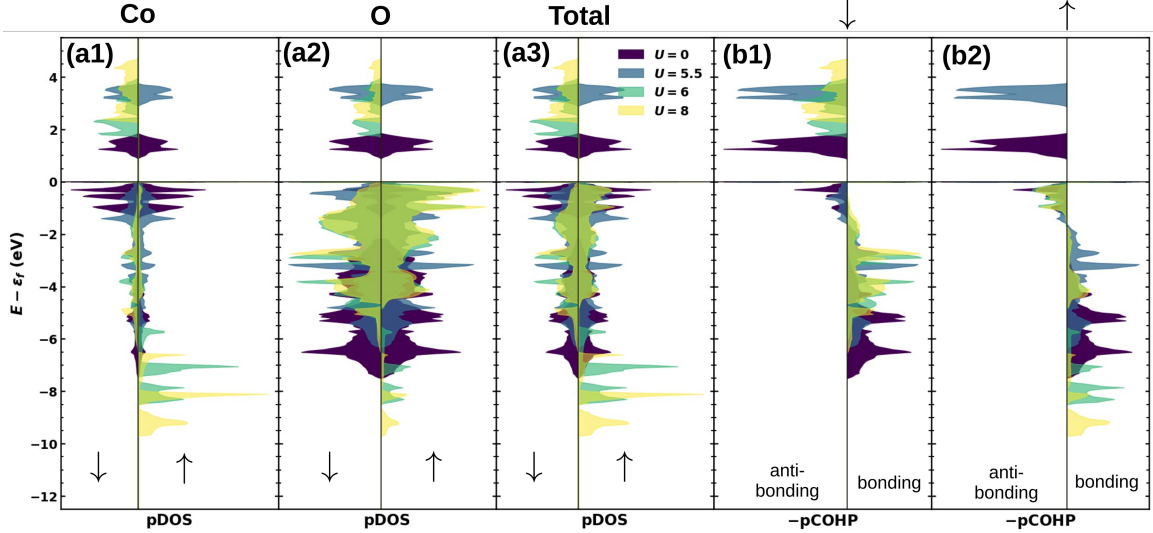 Co O Total ↓ ↑
(a1) (a2) (a3) (b1) (b2)
U = 0
U = 5.5
U = 6
U = 8
4
2
0
−2
−4
−6
−8
−10
−12
E − εf (eV)
↓ ↑ ↓ ↑ ↓ ↑
anti-
bonding
bonding
anti-
bonding
bonding
pDOS pDOS pDOS −pCOHP −pCOHP